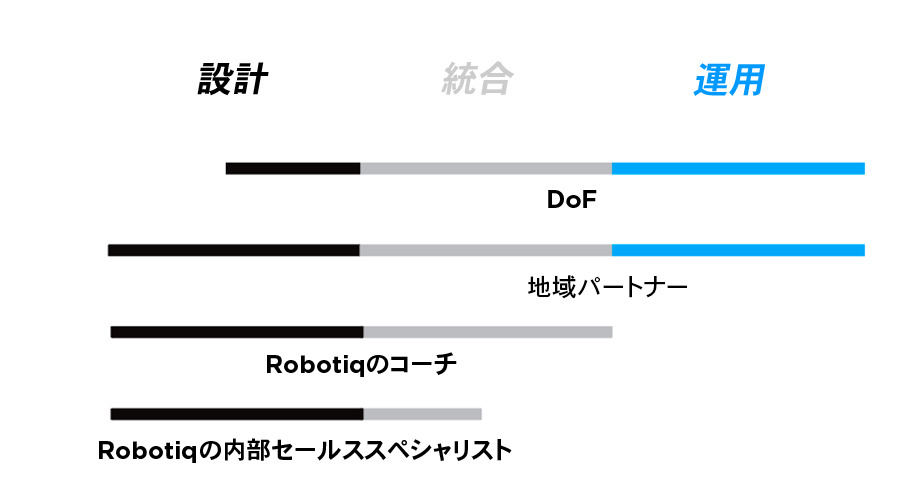 設計 統合 運用
DoF
地域パートナー
Robotiqのコーチ
Robotiqの内部セールススペシャリスト